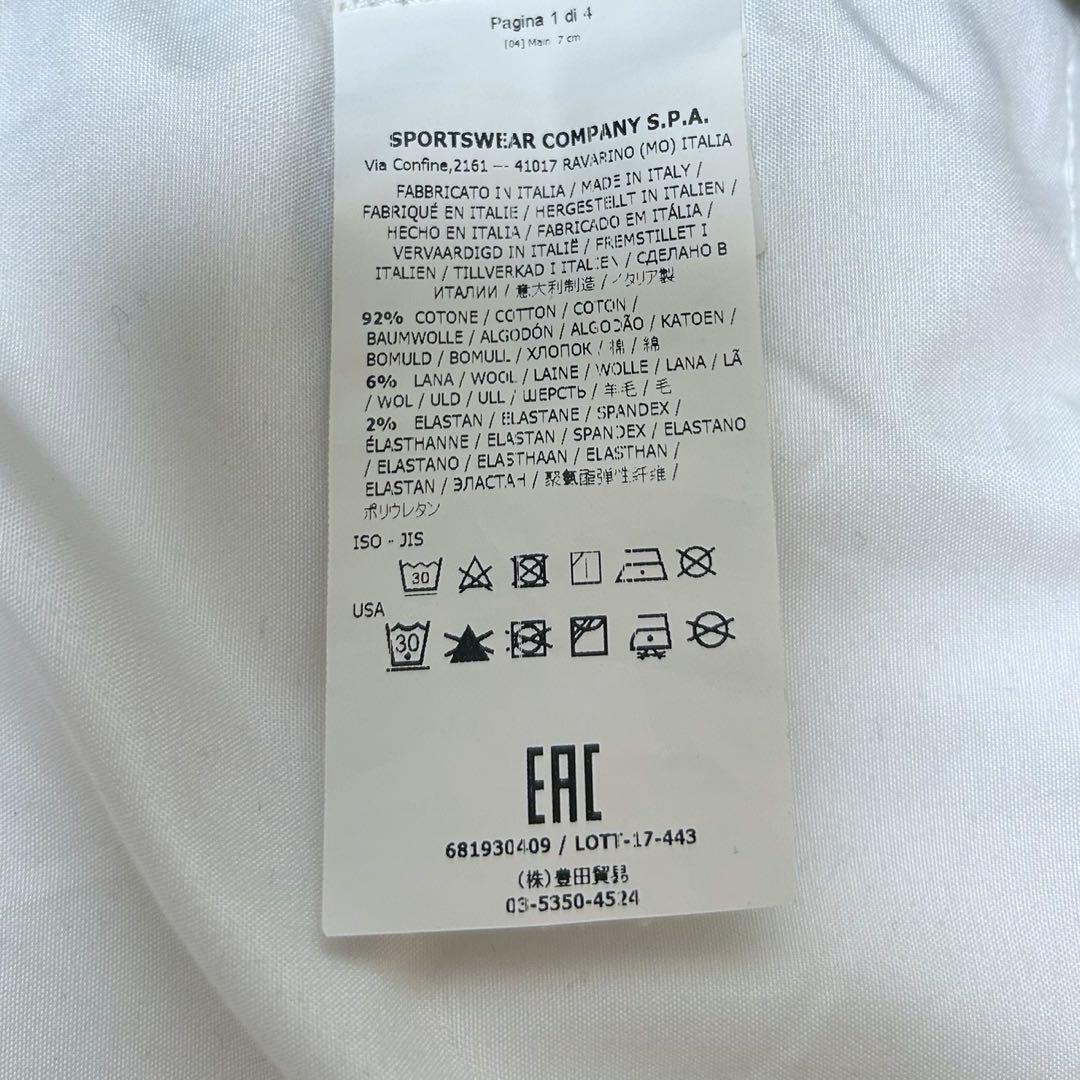 Pagina 1 di 4
[04] Main 7 cm
SPORTSWEAR COMPANY S.P.A.
Via Confine,2161 -- 41017 RAVARINO (MO) ITALIA
FABBRICATO IN ITALIA / MADE IN ITALY /
FABRIQUÉ EN ITALIE / HERGESTELLT IN ITALIEN /
HECHO EN ITALIA / FABRICADO EM ITÁLIA /
VERVAARDIGD IN ITALIË / FREMSTILLET I
ITALIEN / TILLVERKAD I ITALIEN / СДЕЛАНО В
ИТАЛИИ / 意大利制造 / イタリア製
92% COTONE / COTTON / COTON /
BAUMWOLLE / ALGODÓN / ALGODÃO / KATOEN /
BOMULD / BOMULL / ХЛОПОК / 棉 / 綿
6% LANA / WOOL / LAINE / WOLLE / LANA / LÃ
/ WOL / ULD / ULL / ШЕРСТЬ / 羊毛 / 毛
2% ELASTAN / ELASTANE / SPANDEX /
ÉLASTHANNE / ELASTAN / SPANDEX / ELASTANO
/ ELASTANO / ELASTHAAN / ELASTHAN /
ELASTAN / ЭЛАСТАН / 聚氨酯弹性纤维 /
ポリウレタン
ISO - JIS
30
USA
30
EAC
681930409 / LOTT-17-443
(株)豊田貿易
03-5350-4524